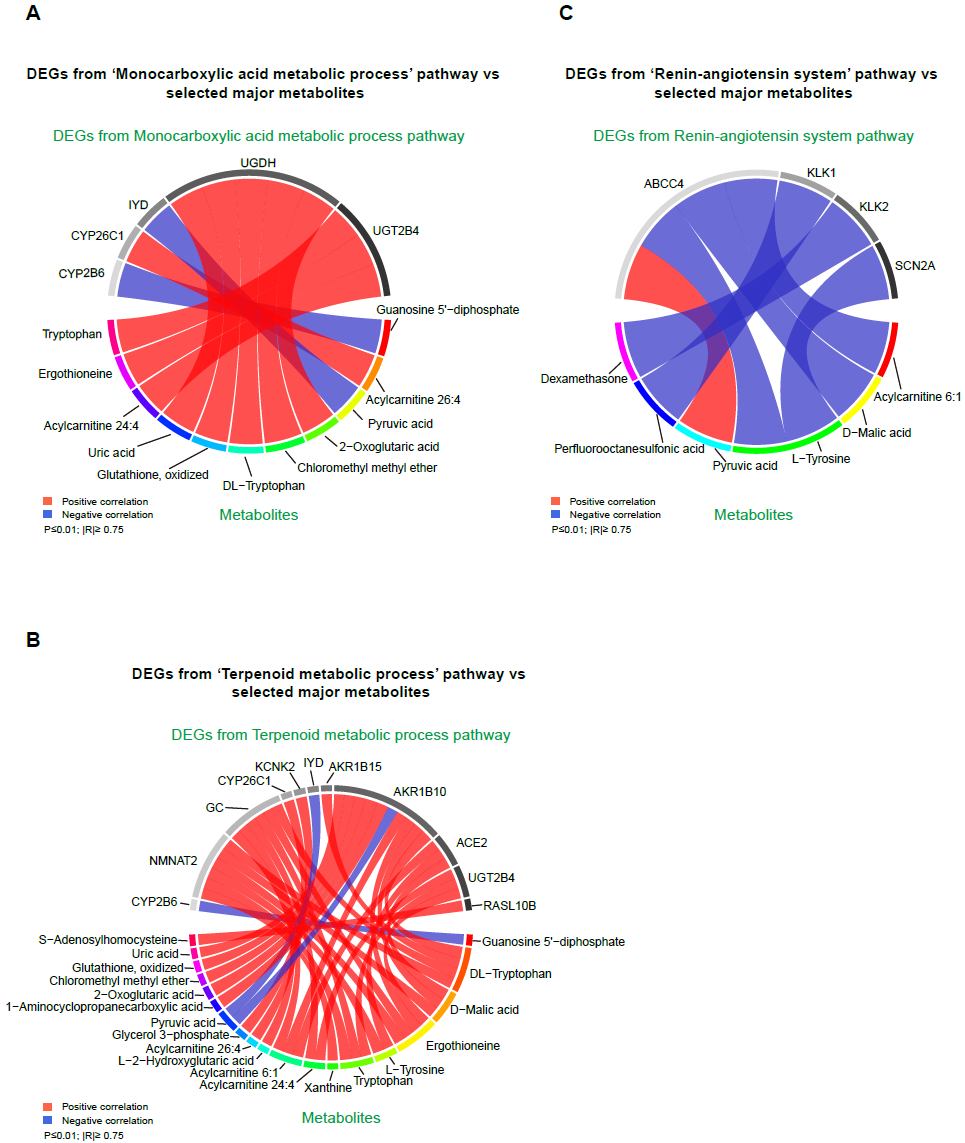 A
DEGs from ‘Monocarboxylic acid metabolic process’ pathway vs
selected major metabolites
DEGs from Monocarboxylic acid metabolic process pathway
UGDH
IYD
UGT2B4
CYP26C1
CYP2B6
Guanosine 5'−diphosphate
Tryptophan
Ergothioneine
Acylcarnitine 26:4
Acylcarnitine 24:4
Pyruvic acid
Uric acid
2−Oxoglutaric acid
Glutathione, oxidized
Chloromethyl methyl ether
DL−Tryptophan
Positive correlation
Negative correlation
P≤0.01; |R|≥ 0.75
Metabolites
C
DEGs from ‘Renin-angiotensin system’ pathway vs
selected major metabolites
DEGs from Renin-angiotensin system pathway
ABCC4
KLK1
KLK2
SCN2A
Dexamethasone
Acylcarnitine 6:1
D−Malic acid
Perfluorooctanesulfonic acid
L−Tyrosine
Pyruvic acid
Positive correlation
Negative correlation
P≤0.01; |R|≥ 0.75
Metabolites
B
DEGs from ‘Terpenoid metabolic process’ pathway vs
selected major metabolites
DEGs from Terpenoid metabolic process pathway
KCNK2
IYD
AKR1B15
CYP26C1
AKR1B10
GC
ACE2
NMNAT2
UGT2B4
CYP2B6
RASL10B
S−Adenosylhomocysteine
Guanosine 5'−diphosphate
Uric acid
Glutathione, oxidized
DL−Tryptophan
Chloromethyl methyl ether
2−Oxoglutaric acid
1−Aminocyclopropanecarboxylic acid
D−Malic acid
Pyruvic acid
Glycerol 3−phosphate
Ergothioneine
Acylcarnitine 26:4
L−2−Hydroxyglutaric acid
L−Tyrosine
Acylcarnitine 6:1
Tryptophan
Acylcarnitine 24:4
Xanthine
Positive correlation
Negative correlation
P≤0.01; |R|≥ 0.75
Metabolites